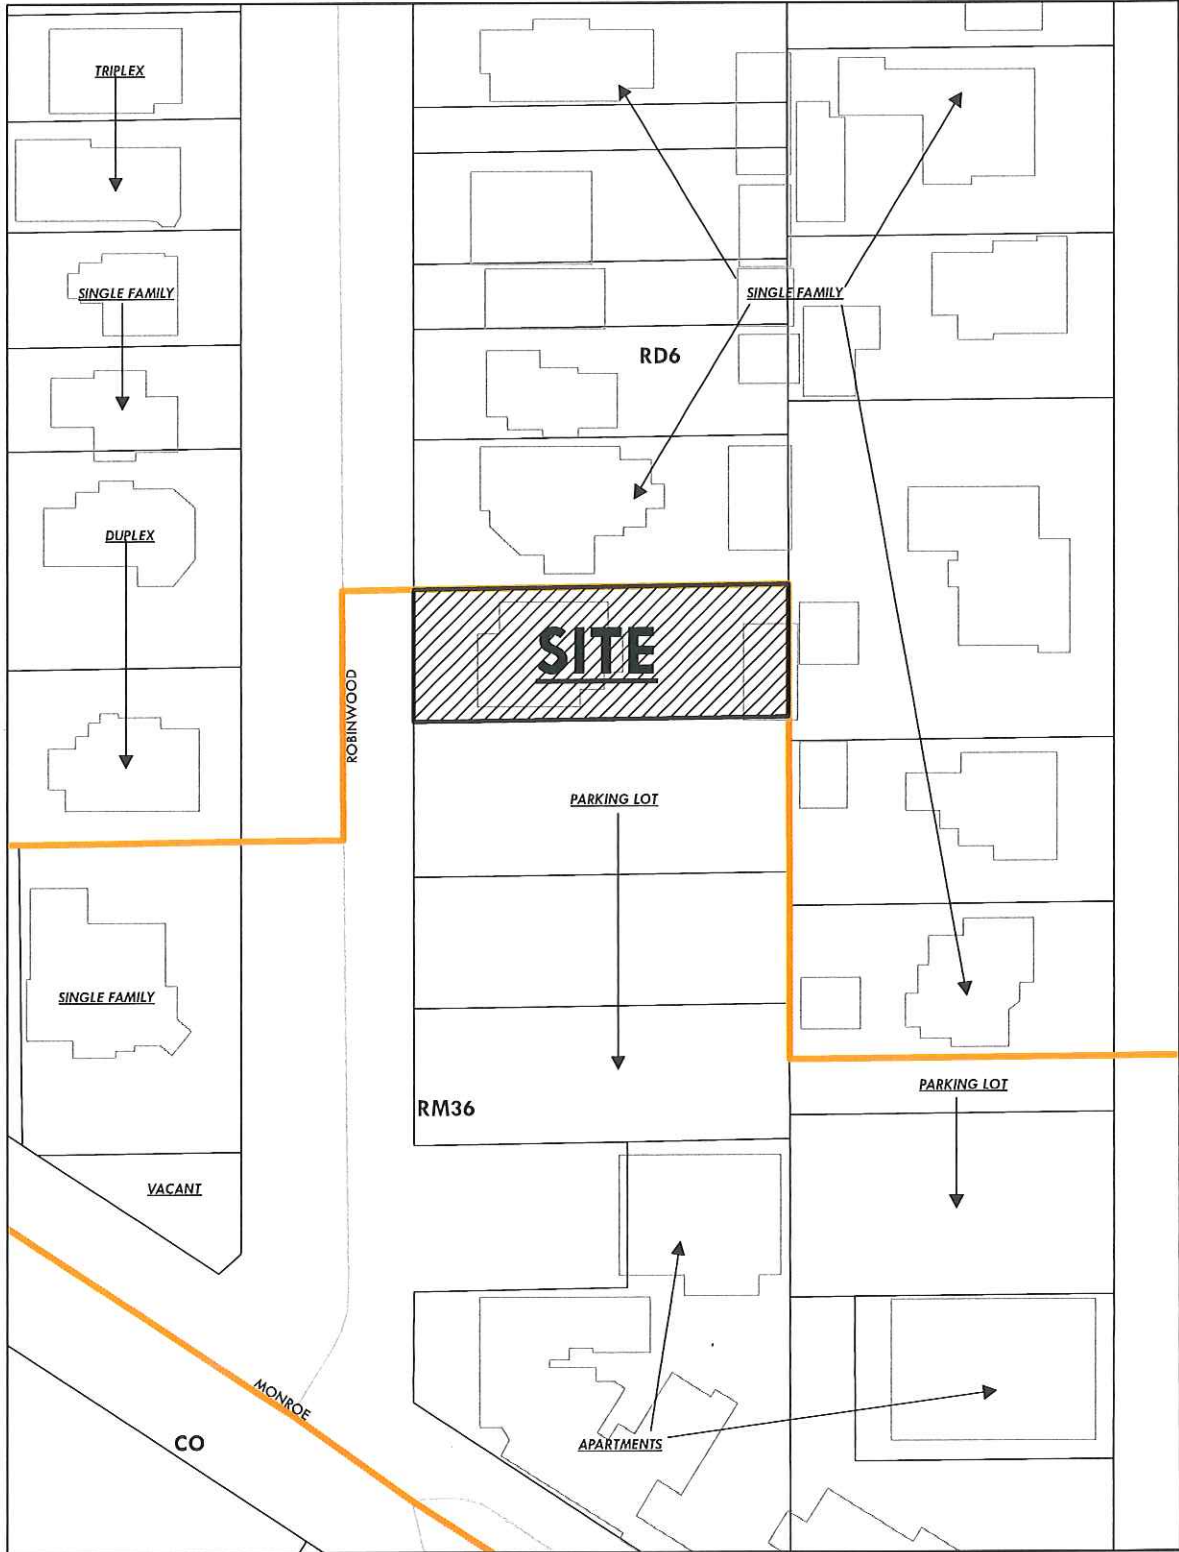 TRIPLEX
SINGLE FAMILY
SINGLE FAMILY
RD6
DUPLEX
SITE
ROBINWOOD
PARKING LOT
SINGLE FAMILY
PARKING LOT
RM36
VACANT
MONROE
CO
APARTMENTS